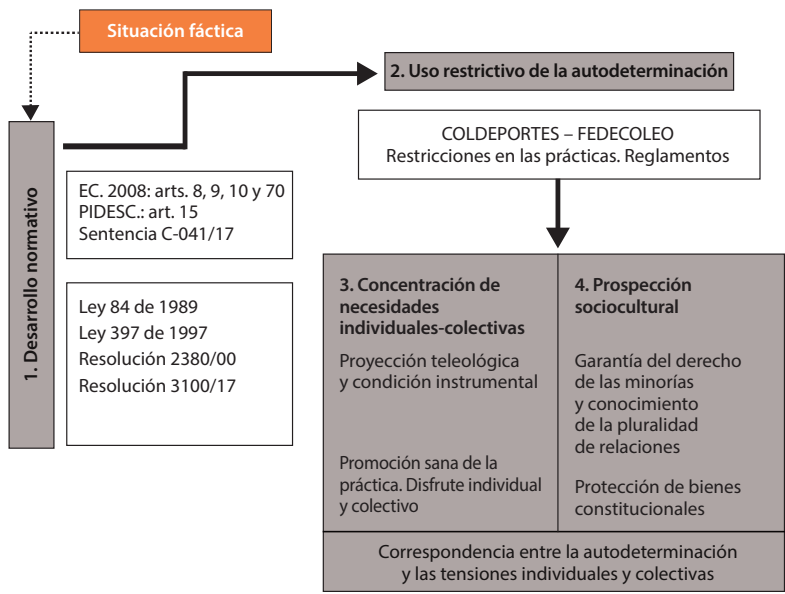 Situación fáctica
1. Desarrollo normativo
EC. 2008: arts. 8, 9, 10 y 70
PIDESC.: art. 15
Sentencia C-041/17
Ley 84 de 1989
Ley 397 de 1997
Resolución 2380/00
Resolución 3100/17
2. Uso restrictivo de la autodeterminación
COLDEPORTES – FEDECOLEO
Restricciones en las prácticas. Reglamentos
3. Concentración de
necesidades
individuales-colectivas
Proyección teleológica
y condición instrumental
Promoción sana de la
práctica. Disfrute individual
y colectivo
4. Prospección
sociocultural
Garantía del derecho
de las minorías
y conocimiento
de la pluralidad
de relaciones
Protección de bienes
constitucionales
Correspondencia entre la autodeterminación
y las tensiones individuales y colectivas